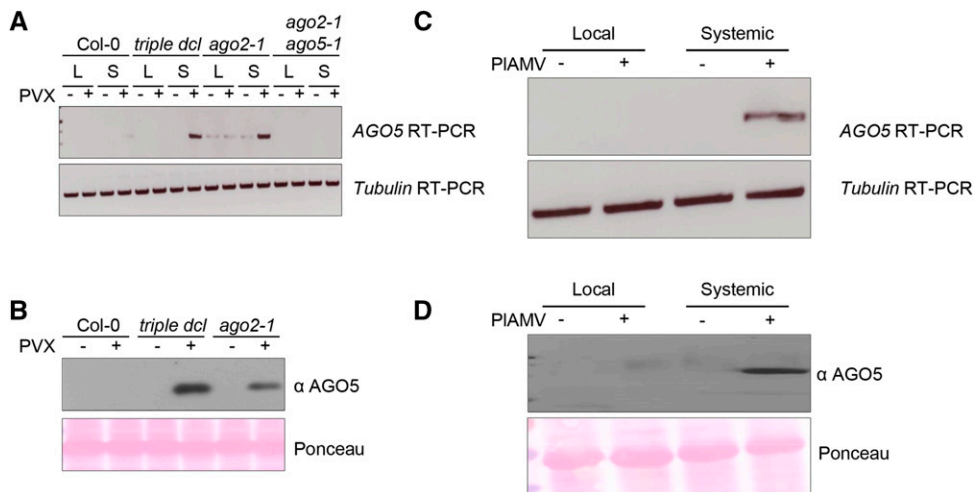 A
Col-0 triple dcl ago2-1 ago2-1 ago5-1
L S L S L S L S
PVX - + - + - + - + - + - + - + - +
AGO5 RT-PCR
Tubulin RT-PCR
B
Col-0 triple dcl ago2-1
PVX - + - + - +
α AGO5
Ponceau
C
Local Systemic
PlAMV - + - +
AGO5 RT-PCR
Tubulin RT-PCR
D
Local Systemic
PlAMV - + - +
α AGO5
Ponceau